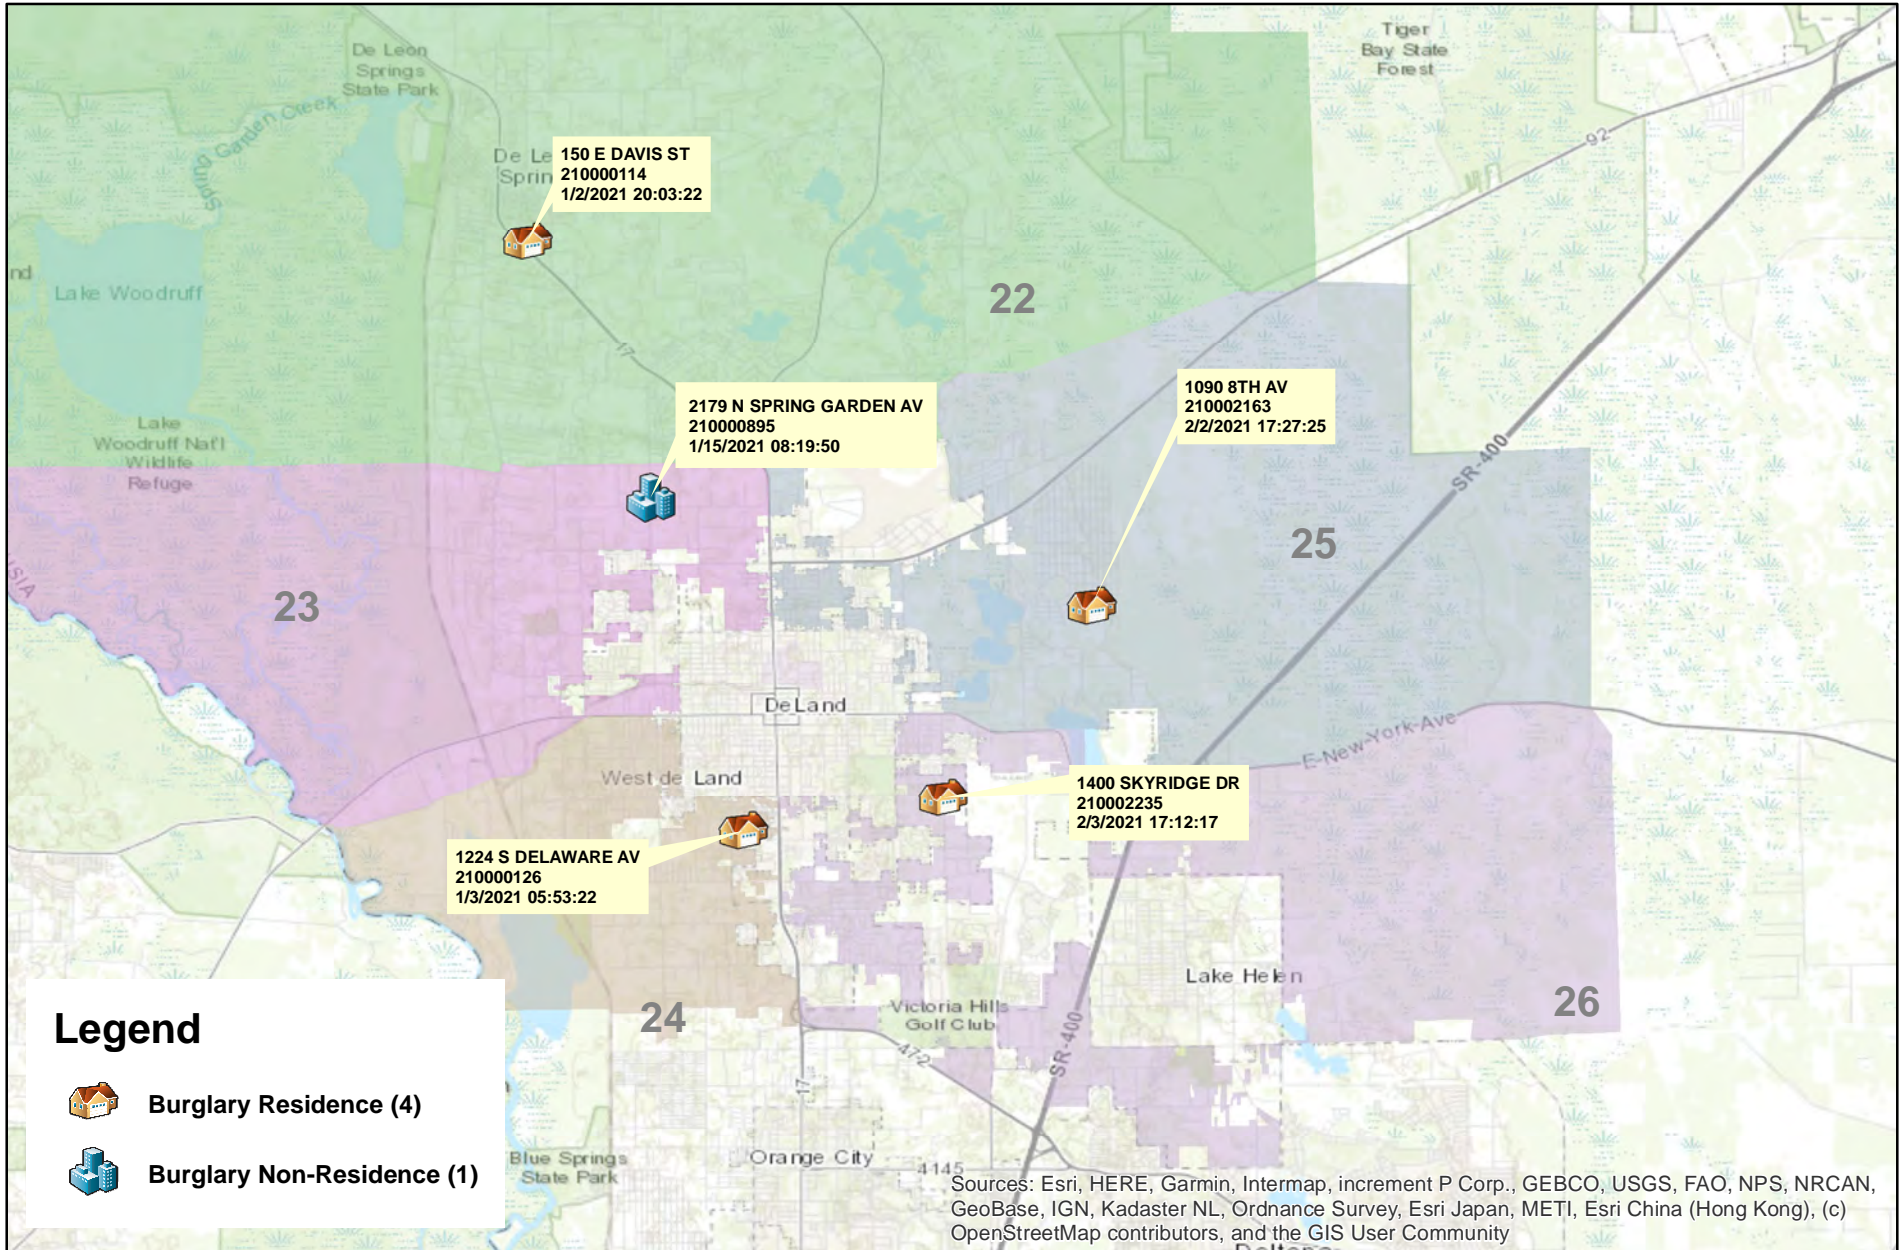 De Leon
Springs
State Park
Tiger
Bay State
Forest
Spring Garden Creek
92
De Le
Sprin
150 E DAVIS ST
210000114
1/2/2021 20:03:22
nd
Lake Woodruff
22
17
2179 N SPRING GARDEN AV
210000895
1/15/2021 08:19:50
1090 8TH AV
210002163
2/2/2021 17:27:25
Lake
Woodruff Nat'l
Wildlife
Refuge
SR-400
25
SIA
23
DeLand
E-New-York-Ave
West de Land
1400 SKYRIDGE DR
210002235
2/3/2021 17:12:17
1224 S DELAWARE AV
210000126
1/3/2021 05:53:22
Lake Helen
26
24
Victoria Hills
Golf Club
472
SR-400
17
Legend
Burglary Residence (4)
Burglary Non-Residence (1)
Blue Springs
State Park
Orange City
4145
Sources: Esri, HERE, Garmin, Intermap, increment P Corp., GEBCO, USGS, FAO, NPS, NRCAN,
GeoBase, IGN, Kadaster NL, Ordnance Survey, Esri Japan, METI, Esri China (Hong Kong), (c)
OpenStreetMap contributors, and the GIS User Community